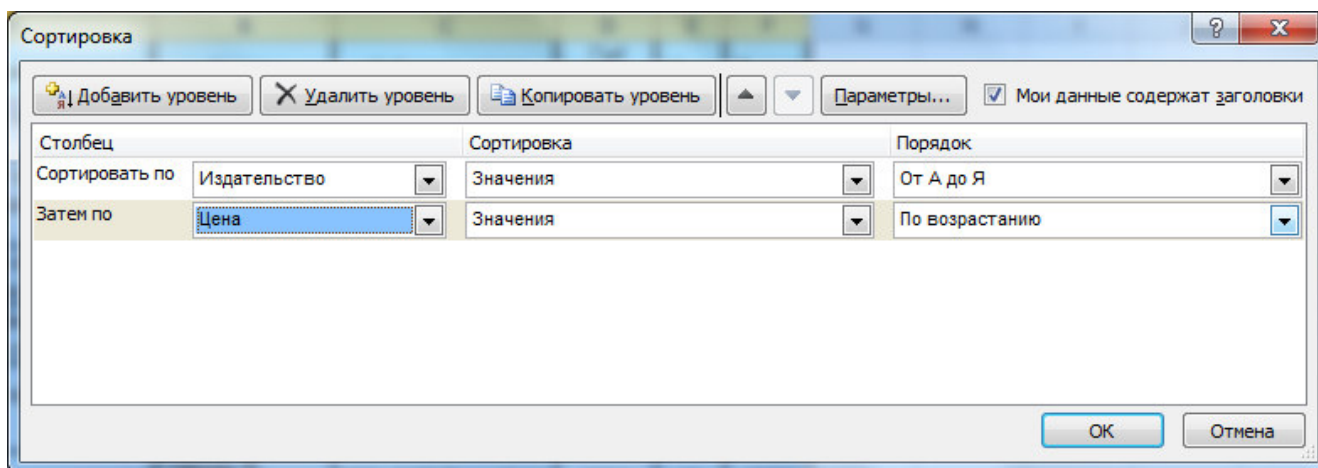 Сортировка
Добавить уровень Удалить уровень Копировать уровень Параметры... Мои данные содержат заголовки
Столбец Сортировка Порядок
Сортировать по Издательство Значения От А до Я
Затем по Цена Значения По возрастанию
ОК Отмена